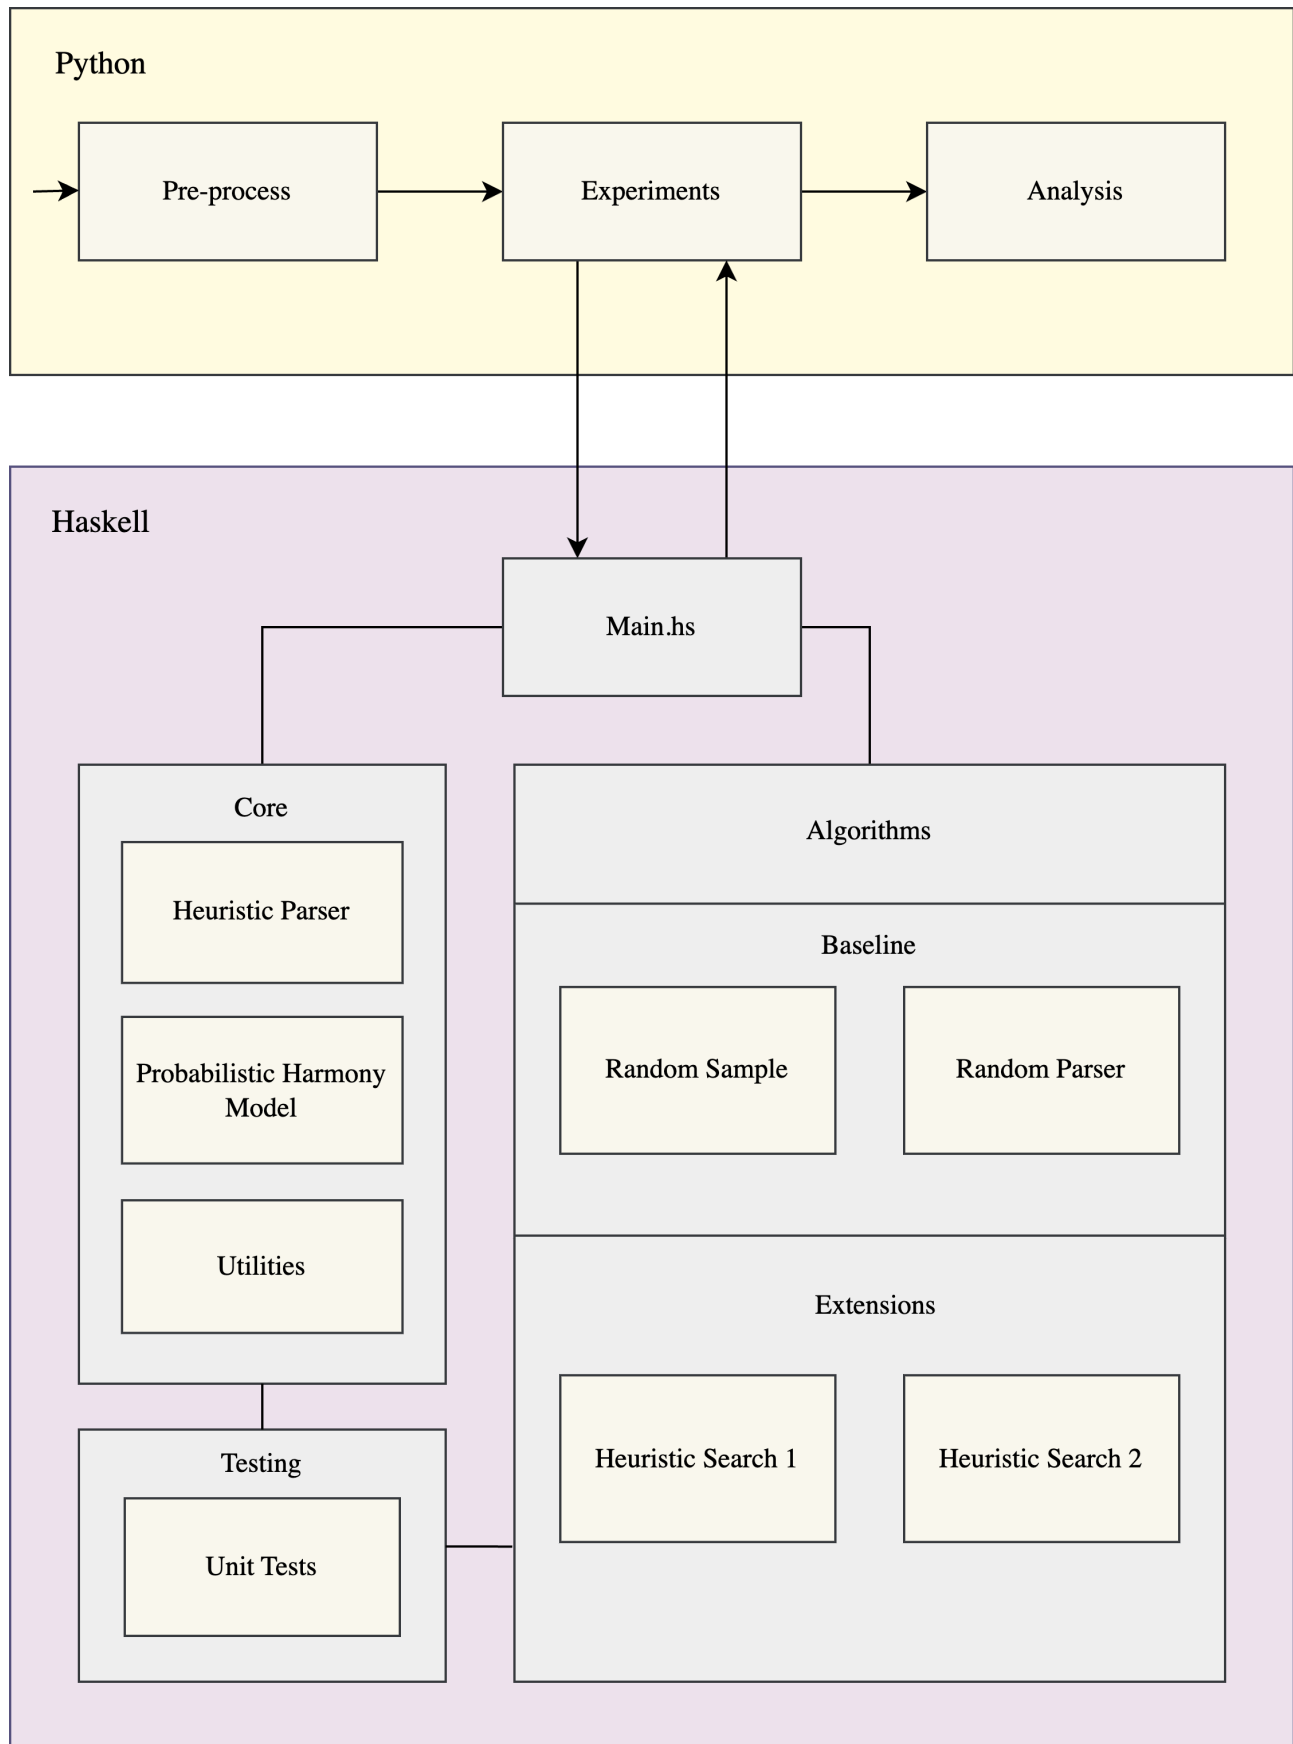 Python
Pre-process
Experiments
Analysis
Haskell
Main.hs
Core
Heuristic Parser
Probabilistic Harmony
Model
Utilities
Testing
Unit Tests
Algorithms
Baseline
Random Sample
Random Parser
Extensions
Heuristic Search 1
Heuristic Search 2